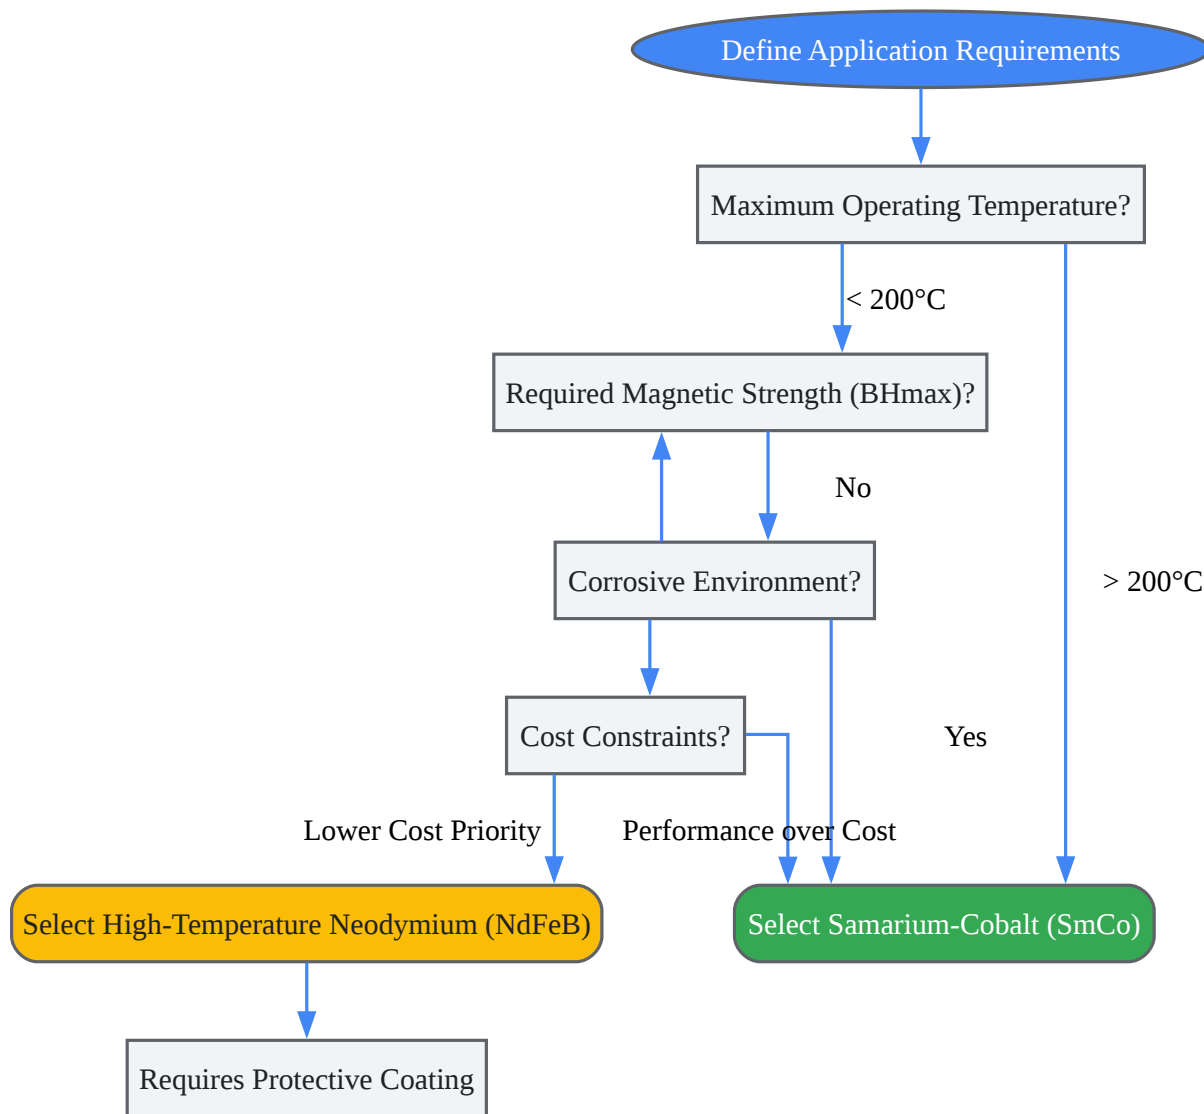 Define Application Requirements
Maximum Operating Temperature?
< 200°C
Required Magnetic Strength (BHmax)?
No
Corrosive Environment?
> 200°C
Cost Constraints?
Yes
Lower Cost Priority
Performance over Cost
Select High-Temperature Neodymium (NdFeB)
Select Samarium-Cobalt (SmCo)
Requires Protective Coating